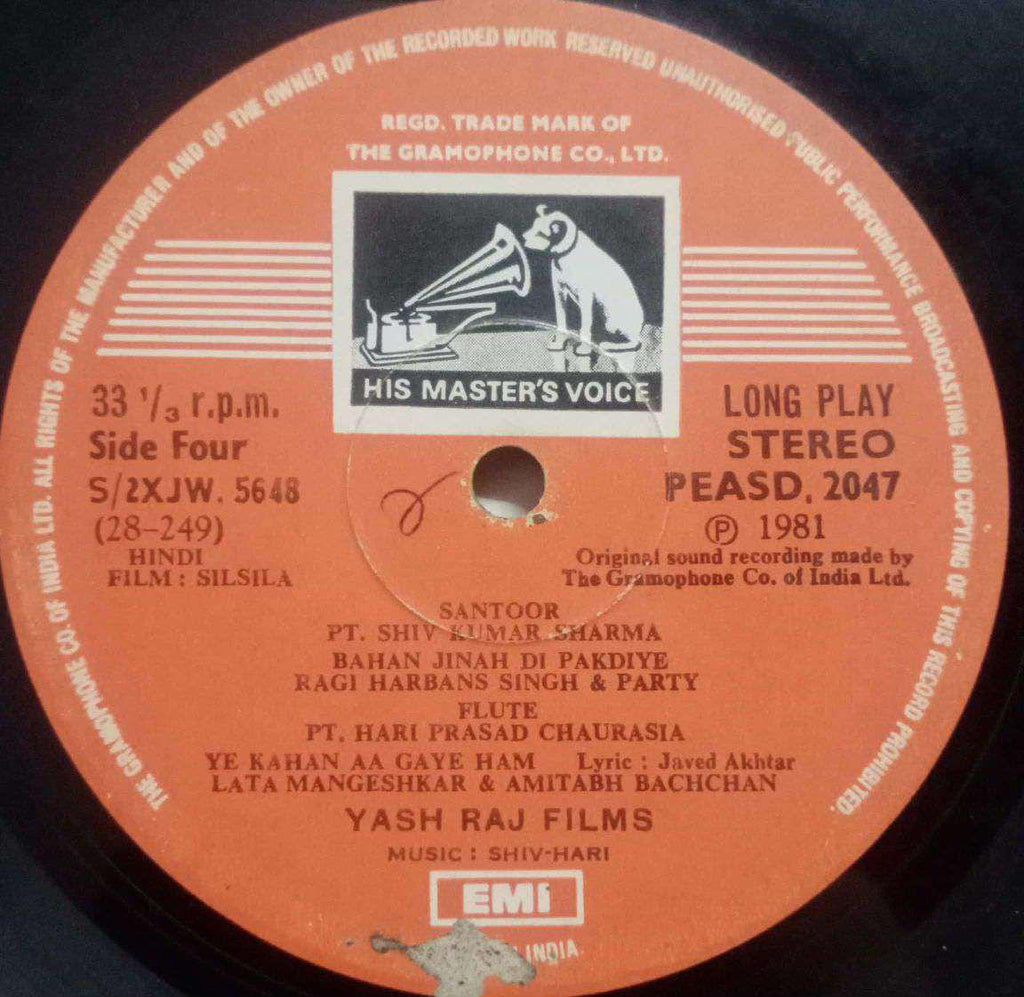 THE GRAMOPHONE CO. OF INDIA LTD. ALL RIGHTS OF THE MANUFACTURER AND OF THE OWNER OF THE RECORDED WORK RESERVED UNAUTHORISED PUBLIC PERFORMANCE BROADCASTING AND COPYING OF THIS RECORD PROHIBITED.
REGD. TRADE MARK OF
THE GRAMOPHONE CO., LTD.
HIS MASTER'S VOICE
33 1/3 r.p.m.
Side Four
S/2XJW. 5648
(28-249)
HINDI
FILM : SILSILA
LONG PLAY
STEREO
PEASD. 2047
Ⓟ 1981
Original sound recording made by
The Gramophone Co. of India Ltd.
SANTOOR
PT. SHIV KUMAR SHARMA
BAHAN JINAH DI PAKDIYE
RAGI HARBANS SINGH & PARTY
FLUTE
PT. HARI PRASAD CHAURASIA
YE KAHAN AA GAYE HAM Lyric : Javed Akhtar
LATA MANGESHKAR & AMITABH BACHCHAN
YASH RAJ FILMS
MUSIC : SHIV-HARI
EMI
INDIA